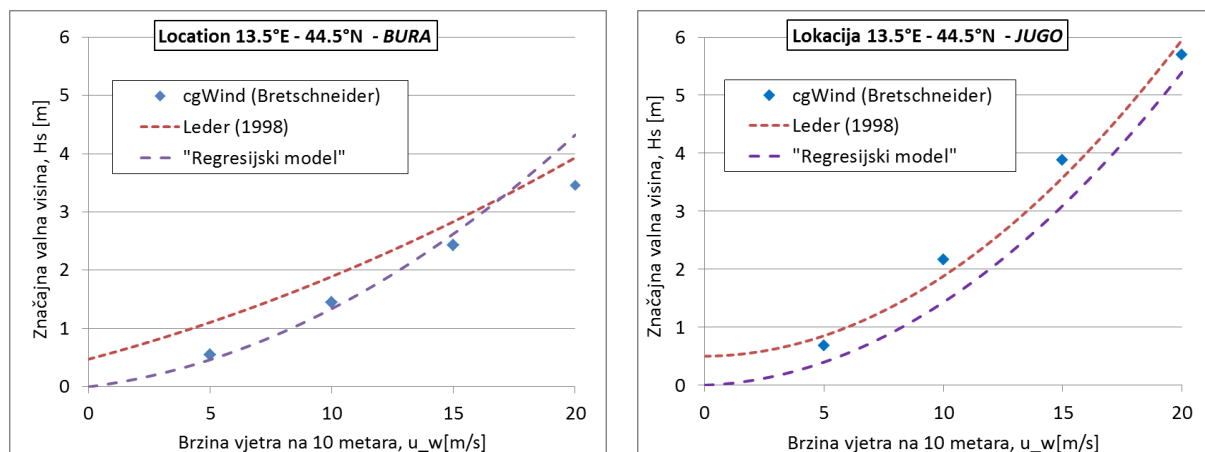 Location 13.5°E - 44.5°N - BURA
cgWind (Bretschneider)
Leder (1998)
"Regresijski model"
Značajna valna visina, Hs [m]
6
5
4
3
2
1
0
0 5 10 15 20
Brzina vjetra na 10 metara, u_w[m/s]
Lokacija 13.5°E - 44.5°N - JUGO
cgWind (Bretschneider)
Leder (1998)
"Regresijski model"
Značajna valna visina, Hs [m]
6
5
4
3
2
1
0
0 5 10 15 20
Brzina vjetra na 10 metara, u_w[m/s]